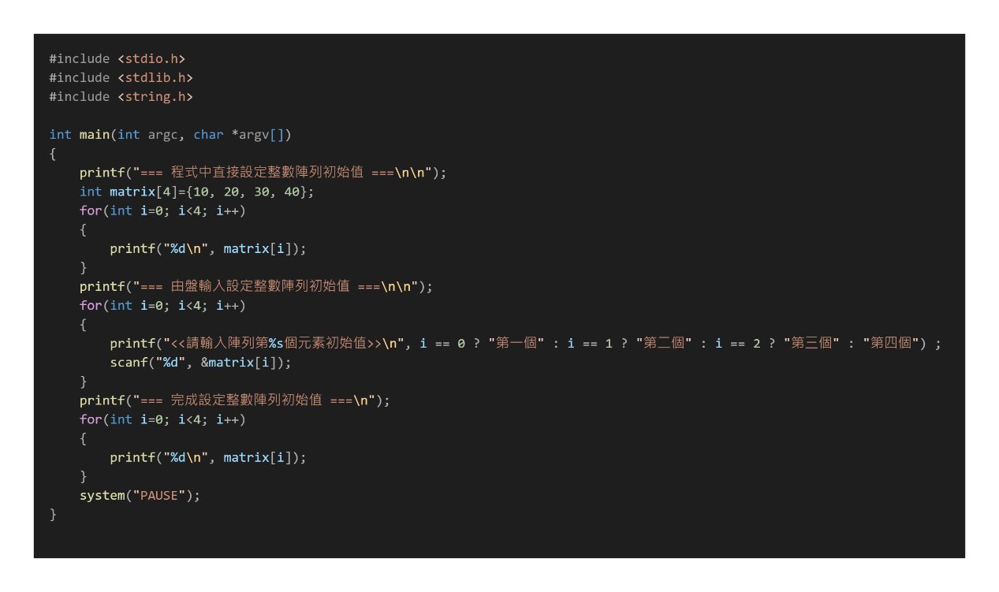 #include <stdio.h>
#include <stdlib.h>
#include <string.h>
int main(int argc, char *argv[])
{
printf("=== 程式中直接設定整數陣列初始值 ===\n\n");
int matrix[4]={10, 20, 30, 40};
for(int i=0; i<4; i++)
{
printf("%d\n", matrix[i]);
}
printf("=== 由盤輸入設定整數陣列初始值 ===\n\n");
for(int i=0; i<4; i++)
{
printf("<<請輸入陣列第%s個元素初始值>>\n", i == 0 ? "第一個" : i == 1 ? "第二個" : i == 2 ? "第三個" : "第四個") ;
scanf("%d", &matrix[i]);
}
printf("=== 完成設定整數陣列初始值 ===\n");
for(int i=0; i<4; i++)
{
printf("%d\n", matrix[i]);
}
system("PAUSE");
}